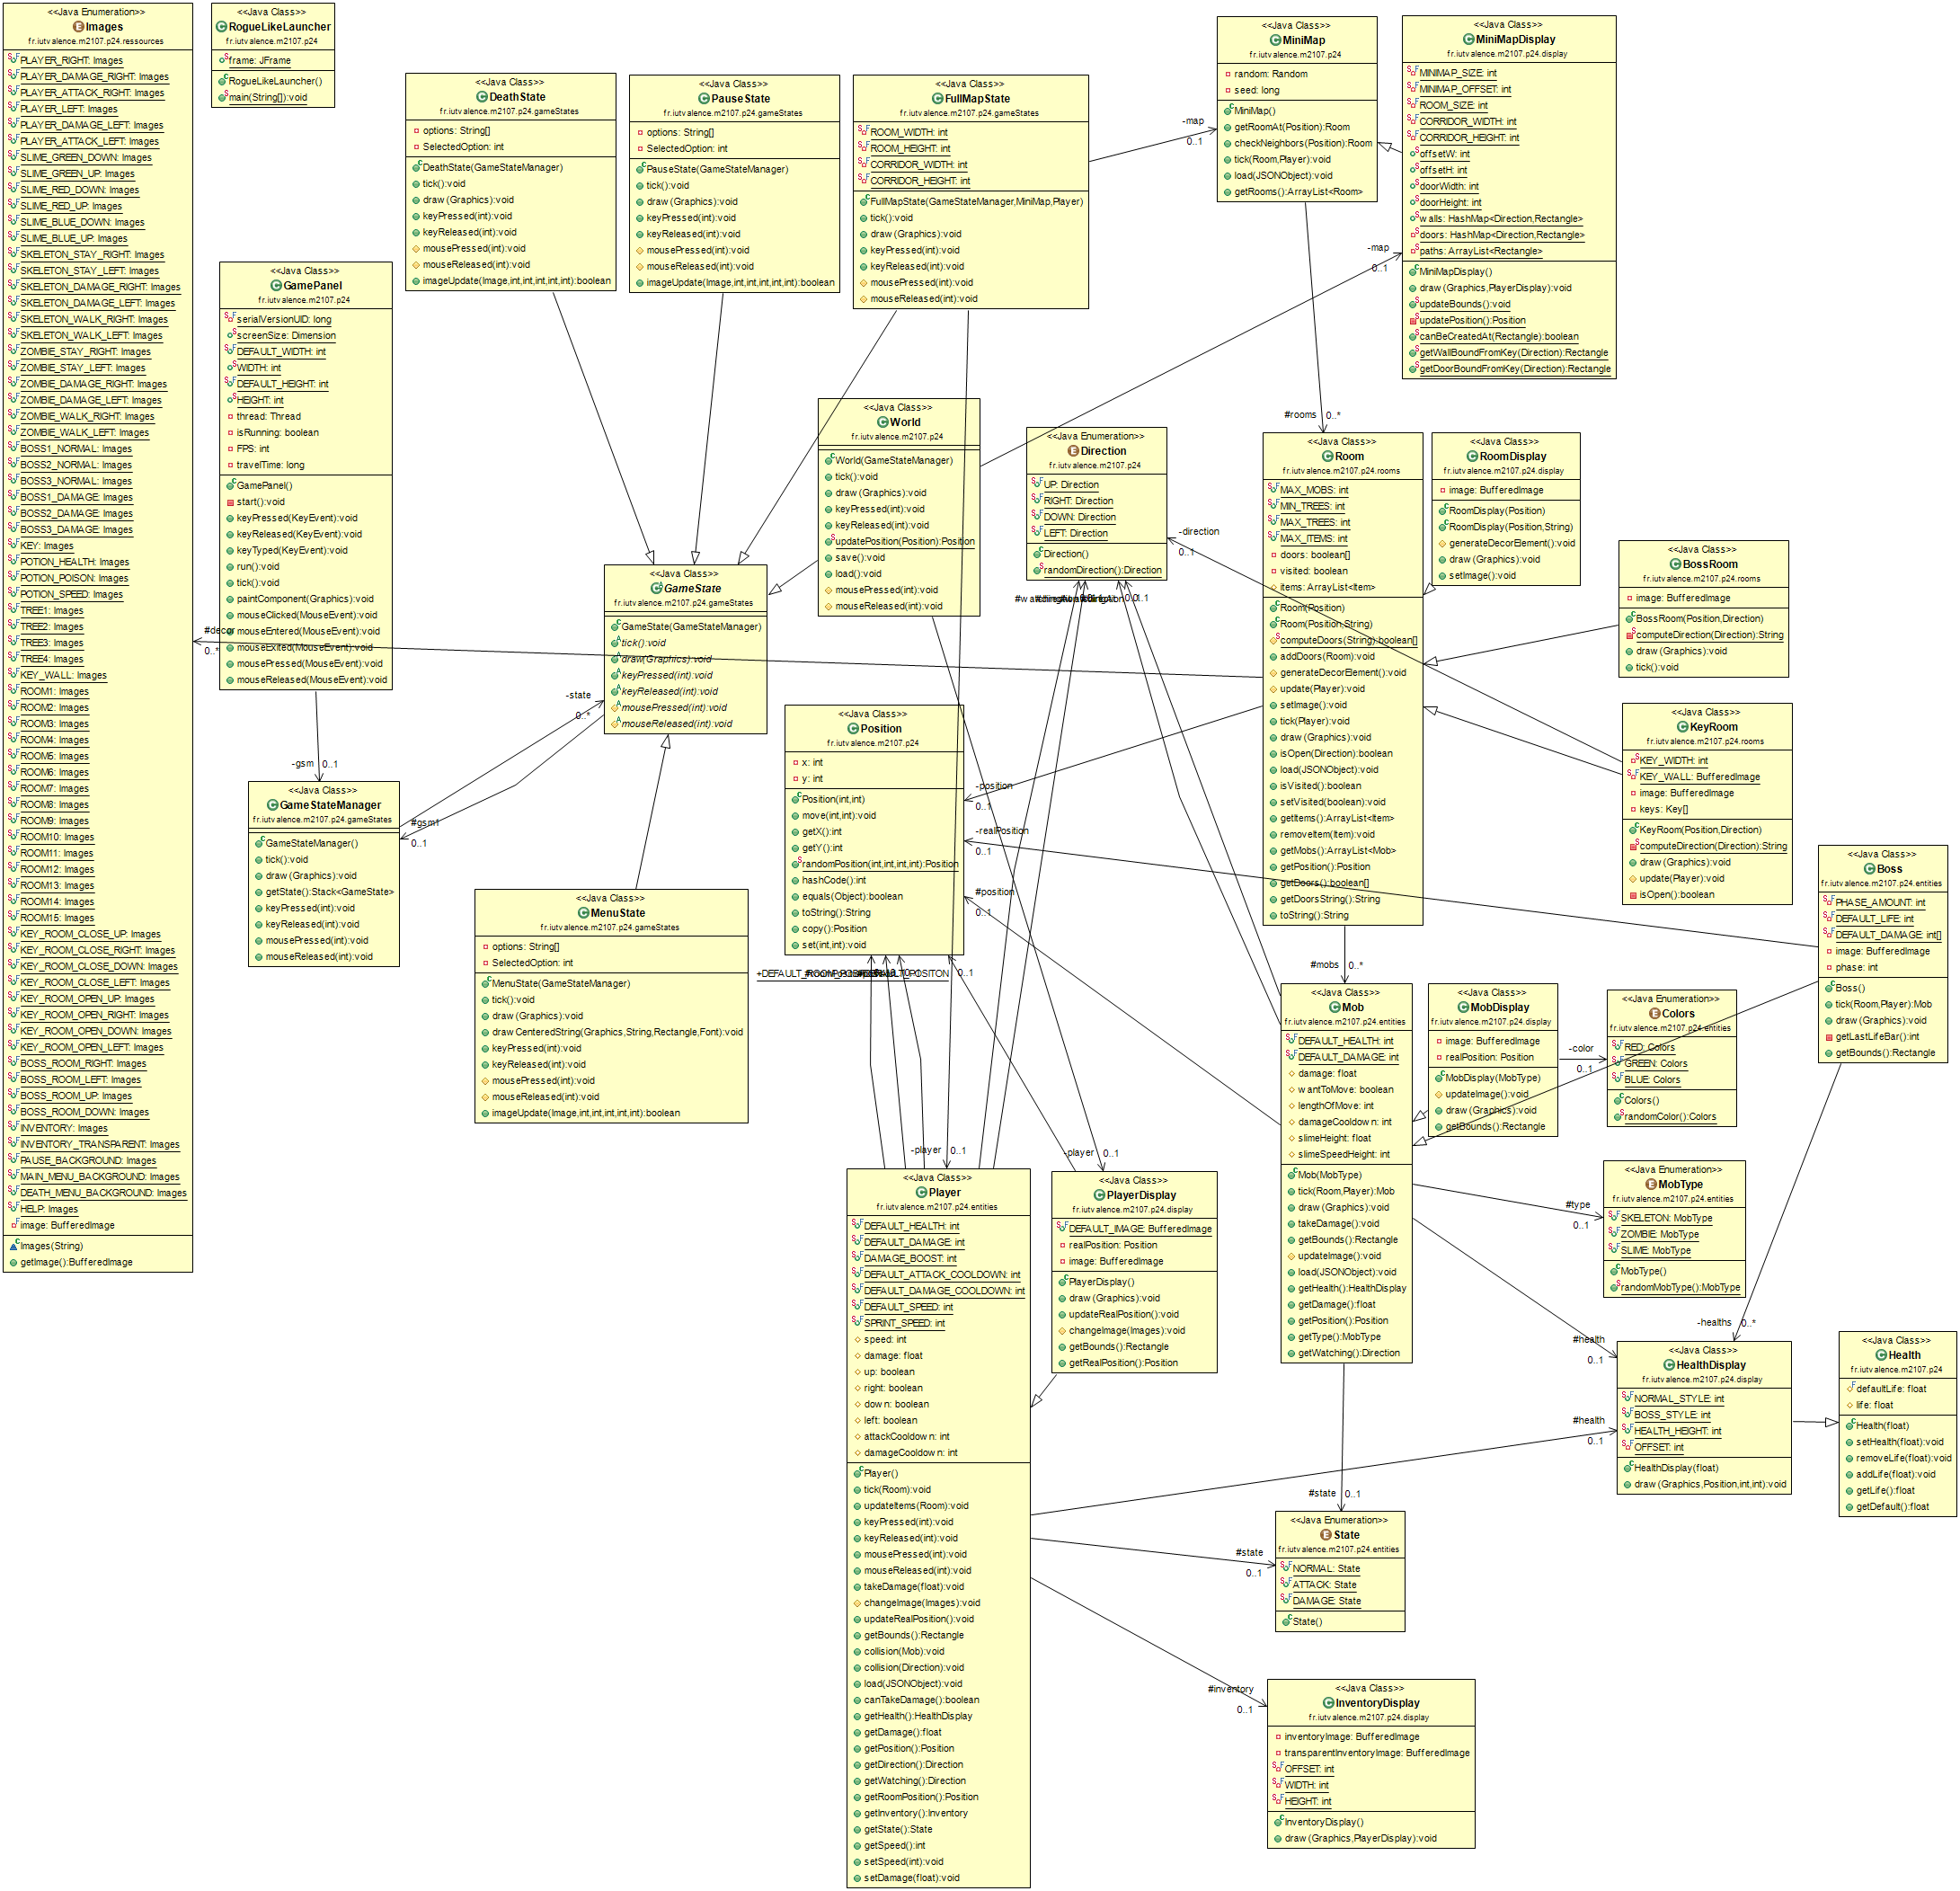 <<Java Enumeration>>
Images
fr.iutvalence.m2107.p24.ressources
PLAYER_RIGHT: Images
PLAYER_DAMAGE_RIGHT: Images
PLAYER_ATTACK_RIGHT: Images
PLAYER_LEFT: Images
PLAYER_DAMAGE_LEFT: Images
PLAYER_ATTACK_LEFT: Images
SLIME_GREEN_DOWN: Images
SLIME_GREEN_UP: Images
SLIME_RED_DOWN: Images
SLIME_RED_UP: Images
SLIME_BLUE_DOWN: Images
SLIME_BLUE_UP: Images
SKELETON_STAY_RIGHT: Images
SKELETON_STAY_LEFT: Images
SKELETON_DAMAGE_RIGHT: Images
SKELETON_DAMAGE_LEFT: Images
SKELETON_WALK_RIGHT: Images
SKELETON_WALK_LEFT: Images
ZOMBIE_STAY_RIGHT: Images
ZOMBIE_STAY_LEFT: Images
ZOMBIE_DAMAGE_RIGHT: Images
ZOMBIE_DAMAGE_LEFT: Images
ZOMBIE_WALK_RIGHT: Images
ZOMBIE_WALK_LEFT: Images
BOSS1_NORMAL: Images
BOSS2_NORMAL: Images
BOSS3_NORMAL: Images
BOSS1_DAMAGE: Images
BOSS2_DAMAGE: Images
BOSS3_DAMAGE: Images
KEY: Images
POTION_HEALTH: Images
POTION_POISON: Images
POTION_SPEED: Images
TREE1: Images
TREE2: Images
TREE3: Images
TREE4: Images
KEY_WALL: Images
ROOM1: Images
ROOM2: Images
ROOM3: Images
ROOM4: Images
ROOM5: Images
ROOM6: Images
ROOM7: Images
ROOM8: Images
ROOM9: Images
ROOM10: Images
ROOM11: Images
ROOM12: Images
ROOM13: Images
ROOM14: Images
ROOM15: Images
KEY_ROOM_CLOSE_UP: Images
KEY_ROOM_CLOSE_RIGHT: Images
KEY_ROOM_CLOSE_DOWN: Images
KEY_ROOM_CLOSE_LEFT: Images
KEY_ROOM_OPEN_UP: Images
KEY_ROOM_OPEN_RIGHT: Images
KEY_ROOM_OPEN_DOWN: Images
KEY_ROOM_OPEN_LEFT: Images
BOSS_ROOM_RIGHT: Images
BOSS_ROOM_LEFT: Images
BOSS_ROOM_UP: Images
BOSS_ROOM_DOWN: Images
INVENTORY: Images
INVENTORY_TRANSPARENT: Images
PAUSE_BACKGROUND: Images
MAIN_MENU_BACKGROUND: Images
DEATH_MENU_BACKGROUND: Images
HELP: Images
image: BufferedImage
Images(String)
getImage():BufferedImage
<<Java Class>>
RogueLikeLauncher
fr.iutvalence.m2107.p24
frame: JFrame
RogueLikeLauncher()
main(String[]):void
<<Java Class>>
GamePanel
fr.iutvalence.m2107.p24
serialVersionUID: long
screenSize: Dimension
DEFAULT_WIDTH: int
WIDTH: int
DEFAULT_HEIGHT: int
HEIGHT: int
thread: Thread
isRunning: boolean
FPS: int
travelTime: long
GamePanel()
start():void
keyPressed(KeyEvent):void
keyReleased(KeyEvent):void
keyTyped(KeyEvent):void
run():void
tick():void
paintComponent(Graphics):void
mouseClicked(MouseEvent):void
mouseEntered(MouseEvent):void
mouseExited(MouseEvent):void
mousePressed(MouseEvent):void
mouseReleased(MouseEvent):void
#decor
0..*
-gsm
0..1
<<Java Class>>
GameStateManager
fr.iutvalence.m2107.p24.gameStates
GameStateManager()
tick():void
draw(Graphics):void
getState():Stack<GameState>
keyPressed(int):void
keyReleased(int):void
mousePressed(int):void
mouseReleased(int):void
-state
0..*
#gsm1
0..1
<<Java Class>>
DeathState
fr.iutvalence.m2107.p24.gameStates
options: String[]
SelectedOption: int
DeathState(GameStateManager)
tick():void
draw(Graphics):void
keyPressed(int):void
keyReleased(int):void
mousePressed(int):void
mouseReleased(int):void
imageUpdate(Image,int,int,int,int,int):boolean
<<Java Class>>
PauseState
fr.iutvalence.m2107.p24.gameStates
options: String[]
SelectedOption: int
PauseState(GameStateManager)
tick():void
draw(Graphics):void
keyPressed(int):void
keyReleased(int):void
mousePressed(int):void
mouseReleased(int):void
imageUpdate(Image,int,int,int,int,int):boolean
<<Java Class>>
FullMapState
fr.iutvalence.m2107.p24.gameStates
ROOM_WIDTH: int
ROOM_HEIGHT: int
CORRIDOR_WIDTH: int
CORRIDOR_HEIGHT: int
FullMapState(GameStateManager,MiniMap,Player)
tick():void
draw(Graphics):void
keyPressed(int):void
keyReleased(int):void
mousePressed(int):void
mouseReleased(int):void
-map
0..1
<<Java Class>>
MiniMap
fr.iutvalence.m2107.p24
random: Random
seed: long
MiniMap()
getRoomAt(Position):Room
checkNeighbors(Position):Room
tick(Room,Player):void
load(JSONObject):void
getRooms():ArrayList<Room>
<<Java Class>>
MiniMapDisplay
fr.iutvalence.m2107.p24.display
MINIMAP_SIZE: int
MINIMAP_OFFSET: int
ROOM_SIZE: int
CORRIDOR_WIDTH: int
CORRIDOR_HEIGHT: int
offsetW: int
offsetH: int
doorWidth: int
doorHeight: int
walls: HashMap<Direction,Rectangle>
doors: HashMap<Direction,Rectangle>
paths: ArrayList<Rectangle>
MiniMapDisplay()
draw(Graphics,PlayerDisplay):void
updateBounds():void
updatePosition():Position
canBeCreatedAt(Rectangle):boolean
getWallBoundFromKey(Direction):Rectangle
getDoorBoundFromKey(Direction):Rectangle
-map
0..1
<<Java Class>>
World
fr.iutvalence.m2107.p24
World(GameStateManager)
tick():void
draw(Graphics):void
keyPressed(int):void
keyReleased(int):void
updatePosition(Position):Position
save():void
load():void
mousePressed(int):void
mouseReleased(int):void
<<Java Class>>
GameState
fr.iutvalence.m2107.p24.gameStates
GameState(GameStateManager)
tick():void
draw(Graphics):void
keyPressed(int):void
keyReleased(int):void
mousePressed(int):void
mouseReleased(int):void
<<Java Class>>
MenuState
fr.iutvalence.m2107.p24.gameStates
options: String[]
SelectedOption: int
MenuState(GameStateManager)
tick():void
draw(Graphics):void
drawCenteredString(Graphics,String,Rectangle,Font):void
keyPressed(int):void
keyReleased(int):void
mousePressed(int):void
mouseReleased(int):void
imageUpdate(Image,int,int,int,int,int):boolean
<<Java Enumeration>>
Direction
fr.iutvalence.m2107.p24
UP: Direction
RIGHT: Direction
DOWN: Direction
LEFT: Direction
Direction()
randomDirection():Direction
-direction
0..1
#rooms
0..*
<<Java Class>>
Room
fr.iutvalence.m2107.p24.rooms
MAX_MOBS: int
MIN_TREES: int
MAX_TREES: int
MAX_ITEMS: int
doors: boolean[]
visited: boolean
items: ArrayList<Item>
Room(Position)
Room(Position,String)
computeDoors(String):boolean[]
addDoors(Room):void
generateDecorElement():void
update(Player):void
setImage():void
tick(Player):void
draw(Graphics):void
isOpen(Direction):boolean
load(JSONObject):void
isVisited():boolean
setVisited(boolean):void
getItems():ArrayList<Item>
removeItem(Item):void
getMobs():ArrayList<Mob>
getPosition():Position
getDoors():boolean[]
getDoorsString():String
toString():String
<<Java Class>>
RoomDisplay
fr.iutvalence.m2107.p24.display
image: BufferedImage
RoomDisplay(Position)
RoomDisplay(Position,String)
generateDecorElement():void
draw(Graphics):void
setImage():void
<<Java Class>>
BossRoom
fr.iutvalence.m2107.p24.rooms
image: BufferedImage
BossRoom(Position,Direction)
computeDirection(Direction):String
draw(Graphics):void
tick():void
<<Java Class>>
KeyRoom
fr.iutvalence.m2107.p24.rooms
KEY_WIDTH: int
KEY_WALL: BufferedImage
image: BufferedImage
keys: Key[]
KeyRoom(Position,Direction)
computeDirection(Direction):String
draw(Graphics):void
update(Player):void
isOpen():boolean
<<Java Class>>
Position
fr.iutvalence.m2107.p24
x: int
y: int
Position(int,int)
move(int,int):void
getX():int
getY():int
randomPosition(int,int,int,int):Position
hashCode():int
equals(Object):boolean
toString():String
copy():Position
set(int,int):void
-position
0..1
-realPosition
0..1
#position
0..1
0..1
<<Java Class>>
Boss
fr.iutvalence.m2107.p24.entities
PHASE_AMOUNT: int
DEFAULT_LIFE: int
DEFAULT_DAMAGE: int[]
image: BufferedImage
phase: int
Boss()
tick(Room,Player):Mob
draw(Graphics):void
getLastLifeBar():int
getBounds():Rectangle
#mobs
0..*
<<Java Class>>
Mob
fr.iutvalence.m2107.p24.entities
DEFAULT_HEALTH: int
DEFAULT_DAMAGE: int
damage: float
wantToMove: boolean
lengthOfMove: int
damageCooldown: int
slimeHeight: float
slimeSpeedHeight: int
Mob(MobType)
tick(Room,Player):Mob
draw(Graphics):void
takeDamage():void
getBounds():Rectangle
updateImage():void
load(JSONObject):void
getHealth():HealthDisplay
getDamage():float
getPosition():Position
getType():MobType
getWatching():Direction
<<Java Class>>
MobDisplay
fr.iutvalence.m2107.p24.display
image: BufferedImage
realPosition: Position
MobDisplay(MobType)
updateImage():void
draw(Graphics):void
getBounds():Rectangle
-color
0..1
<<Java Enumeration>>
Colors
fr.iutvalence.m2107.p24.entities
RED: Colors
GREEN: Colors
BLUE: Colors
Colors()
randomColor():Colors
<<Java Enumeration>>
MobType
fr.iutvalence.m2107.p24.entities
SKELETON: MobType
ZOMBIE: MobType
SLIME: MobType
MobType()
randomMobType():MobType
#type
0..1
-player
0..1
<<Java Class>>
Player
fr.iutvalence.m2107.p24.entities
DEFAULT_HEALTH: int
DEFAULT_DAMAGE: int
DAMAGE_BOOST: int
DEFAULT_ATTACK_COOLDOWN: int
DEFAULT_DAMAGE_COOLDOWN: int
DEFAULT_SPEED: int
SPRINT_SPEED: int
speed: int
damage: float
up: boolean
right: boolean
down: boolean
left: boolean
attackCooldown: int
damageCooldown: int
Player()
tick(Room):void
updateItems(Room):void
keyPressed(int):void
keyReleased(int):void
mousePressed(int):void
mouseReleased(int):void
takeDamage(float):void
changeImage(Images):void
updateRealPosition():void
getBounds():Rectangle
collision(Mob):void
collision(Direction):void
load(JSONObject):void
canTakeDamage():boolean
getHealth():HealthDisplay
getDamage():float
getPosition():Position
getDirection():Direction
getWatching():Direction
getRoomPosition():Position
getInventory():Inventory
getState():State
getSpeed():int
setSpeed(int):void
setDamage(float):void
-player
0..1
<<Java Class>>
PlayerDisplay
fr.iutvalence.m2107.p24.display
DEFAULT_IMAGE: BufferedImage
realPosition: Position
image: BufferedImage
PlayerDisplay()
draw(Graphics):void
updateRealPosition():void
changeImage(Images):void
getBounds():Rectangle
getRealPosition():Position
-healths
0..*
#health
0..1
#health
0..1
<<Java Class>>
HealthDisplay
fr.iutvalence.m2107.p24.display
NORMAL_STYLE: int
BOSS_STYLE: int
HEALTH_HEIGHT: int
OFFSET: int
HealthDisplay(float)
draw(Graphics,Position,int,int):void
<<Java Class>>
Health
fr.iutvalence.m2107.p24
defaultLife: float
life: float
Health(float)
setHealth(float):void
removeLife(float):void
addLife(float):void
getLife():float
getDefault():float
#state
0..1
#state
0..1
<<Java Enumeration>>
State
fr.iutvalence.m2107.p24.entities
NORMAL: State
ATTACK: State
DAMAGE: State
State()
#inventory
0..1
<<Java Class>>
InventoryDisplay
fr.iutvalence.m2107.p24.display
inventoryImage: BufferedImage
transparentInventoryImage: BufferedImage
OFFSET: int
WIDTH: int
HEIGHT: int
InventoryDisplay()
draw(Graphics,PlayerDisplay):void